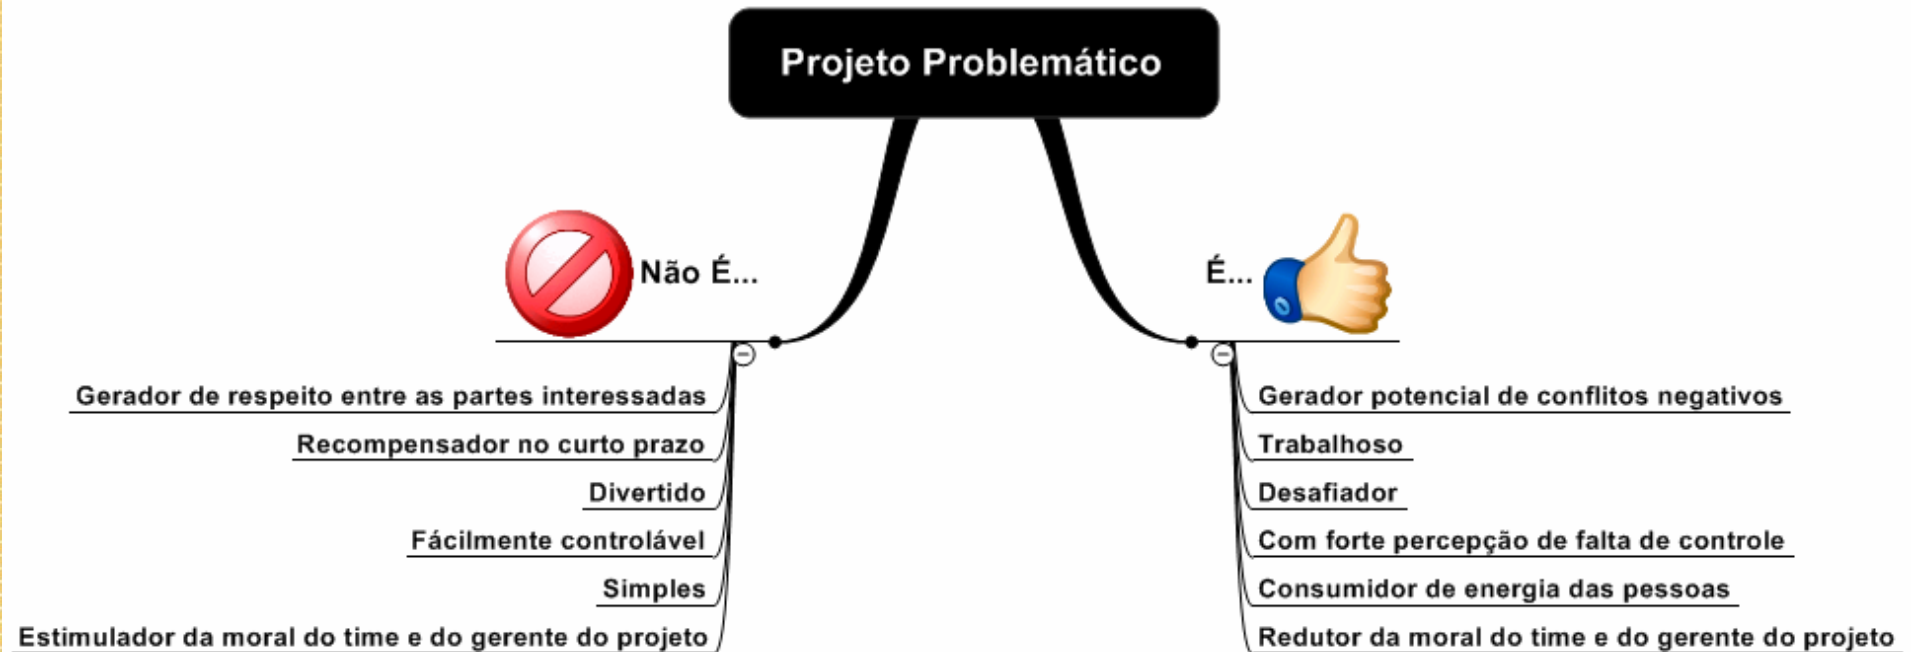 Projeto Problemático
Não É...
Gerador de respeito entre as partes interessadas
Recompensador no curto prazo
Divertido
Fácilmente controlável
Simples
Estimulador da moral do time e do gerente do projeto
É...
Gerador potencial de conflitos negativos
Trabalhoso
Desafiador
Com forte percepção de falta de controle
Consumidor de energia das pessoas
Redutor da moral do time e do gerente do projeto